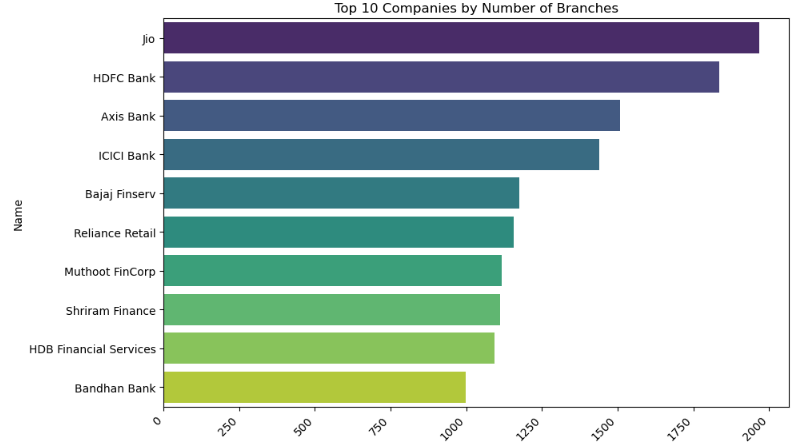 Top 10 Companies by Number of Branches
Name
Jio
HDFC Bank
Axis Bank
ICICI Bank
Bajaj Finserv
Reliance Retail
Muthoot FinCorp
Shriram Finance
HDB Financial Services
Bandhan Bank
0
250
500
750
1000
1250
1500
1750
2000